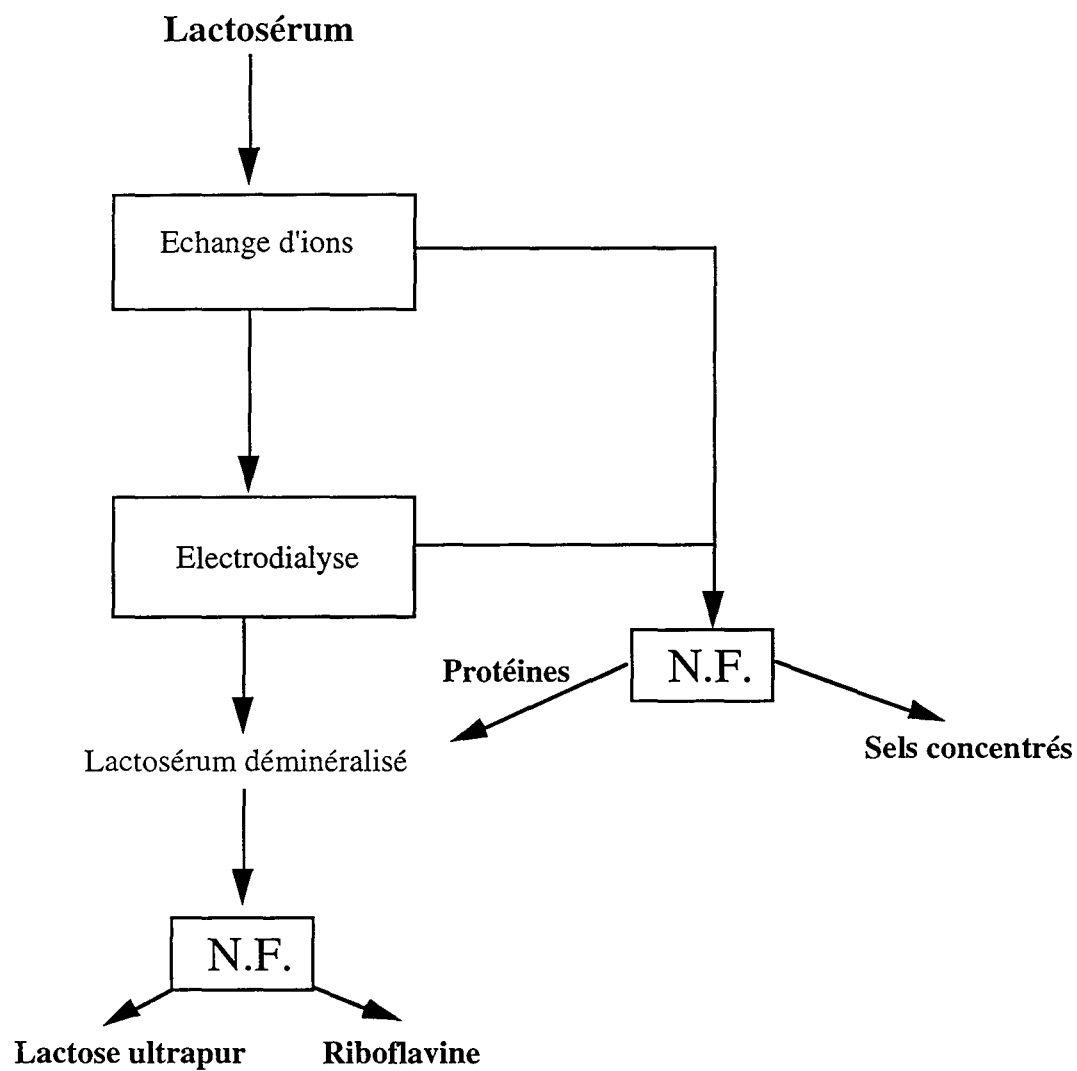 Lactosérum
Echange d'ions
Electrodialyse
Protéines
N.F.
Sels concentrés
Lactosérum déminéralisé
N.F.
Lactose ultrapur
Riboflavine